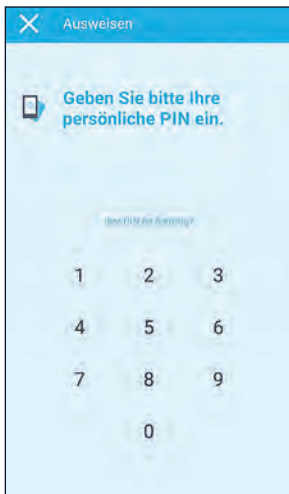 Ausweisen
Geben Sie bitte Ihre
persönliche PIN ein.
1 2 3
4 5 6
7 8 9
0